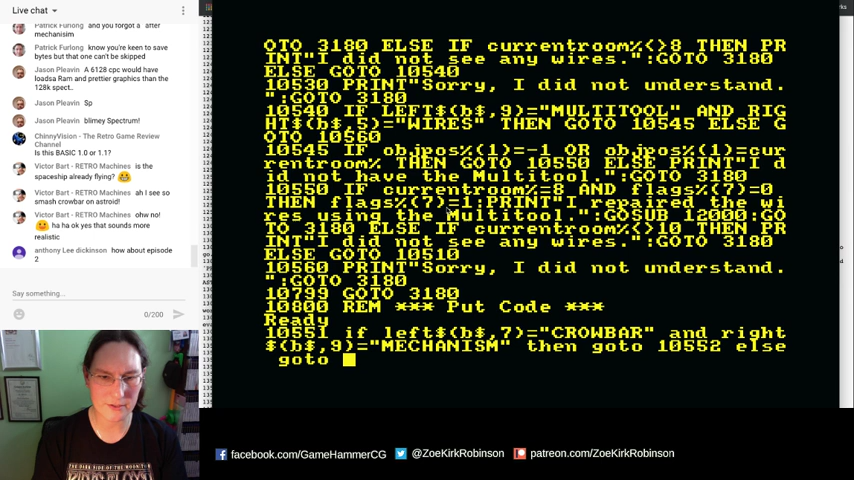 Live chat
Patrick Furlong and you forgot a " after
mechanisim
Patrick Furlong know you're keen to save
bytes but that one can't be skipped
Jason Pleavin A 6128 cpc would have
loadsa Ram and prettier graphics than the
128k spect..
Jason Pleavin Sp
Jason Pleavin blimey Spectrum!
ChinnyVision - The Retro Game Review
Channel
Is this BASIC 1.0 or 1.1?
Victor Bart - RETRO Machines is the
spaceship already flying?
Victor Bart - RETRO Machines ah I see so
smash crowbar on astroid!
Victor Bart - RETRO Machines ohw no!
ha ha ok yes that sounds more
realistic
anthony Lee dickinson how about episode
2
Say something...
0/200
OTO 3180 ELSE IF currentroom%<>8 THEN PR
INT"I did not see any wires.":GOTO 3180
ELSE GOTO 10540
10530 PRINT"Sorry, I did not understand.
":GOTO 3180
10540 IF LEFT$(b$,9)="MULTITOOL" AND RIG
HT$(b$,5)="WIRES" THEN GOTO 10545 ELSE G
OTO 10560
10545 IF objpos%(1)=-1 OR objpos%(1)=cur
rentroom% THEN GOTO 10550 ELSE PRINT"I d
id not have the Multitool.":GOTO 3180
10550 IF currentroom%=8 AND flags%(7)=0
THEN flags%(7)=1:PRINT"I repaired the wi
res using the Multitool.":GOSUB 12000:GO
TO 3180 ELSE IF currentroom%<>10 THEN PR
INT"I did not see any wires.":GOTO 3180
ELSE GOTO 10510
10560 PRINT"Sorry, I did not understand.
":GOTO 3180
10799 GOTO 3180
10800 REM *** Put Code ***
Ready
10551 if left$(b$,7)="CROWBAR" and right
$(b$,9)="MECHANISM" then goto 10552 else
goto
facebook.com/GameHammerCG
@ZoeKirkRobinson
patreon.com/ZoeKirkRobinson